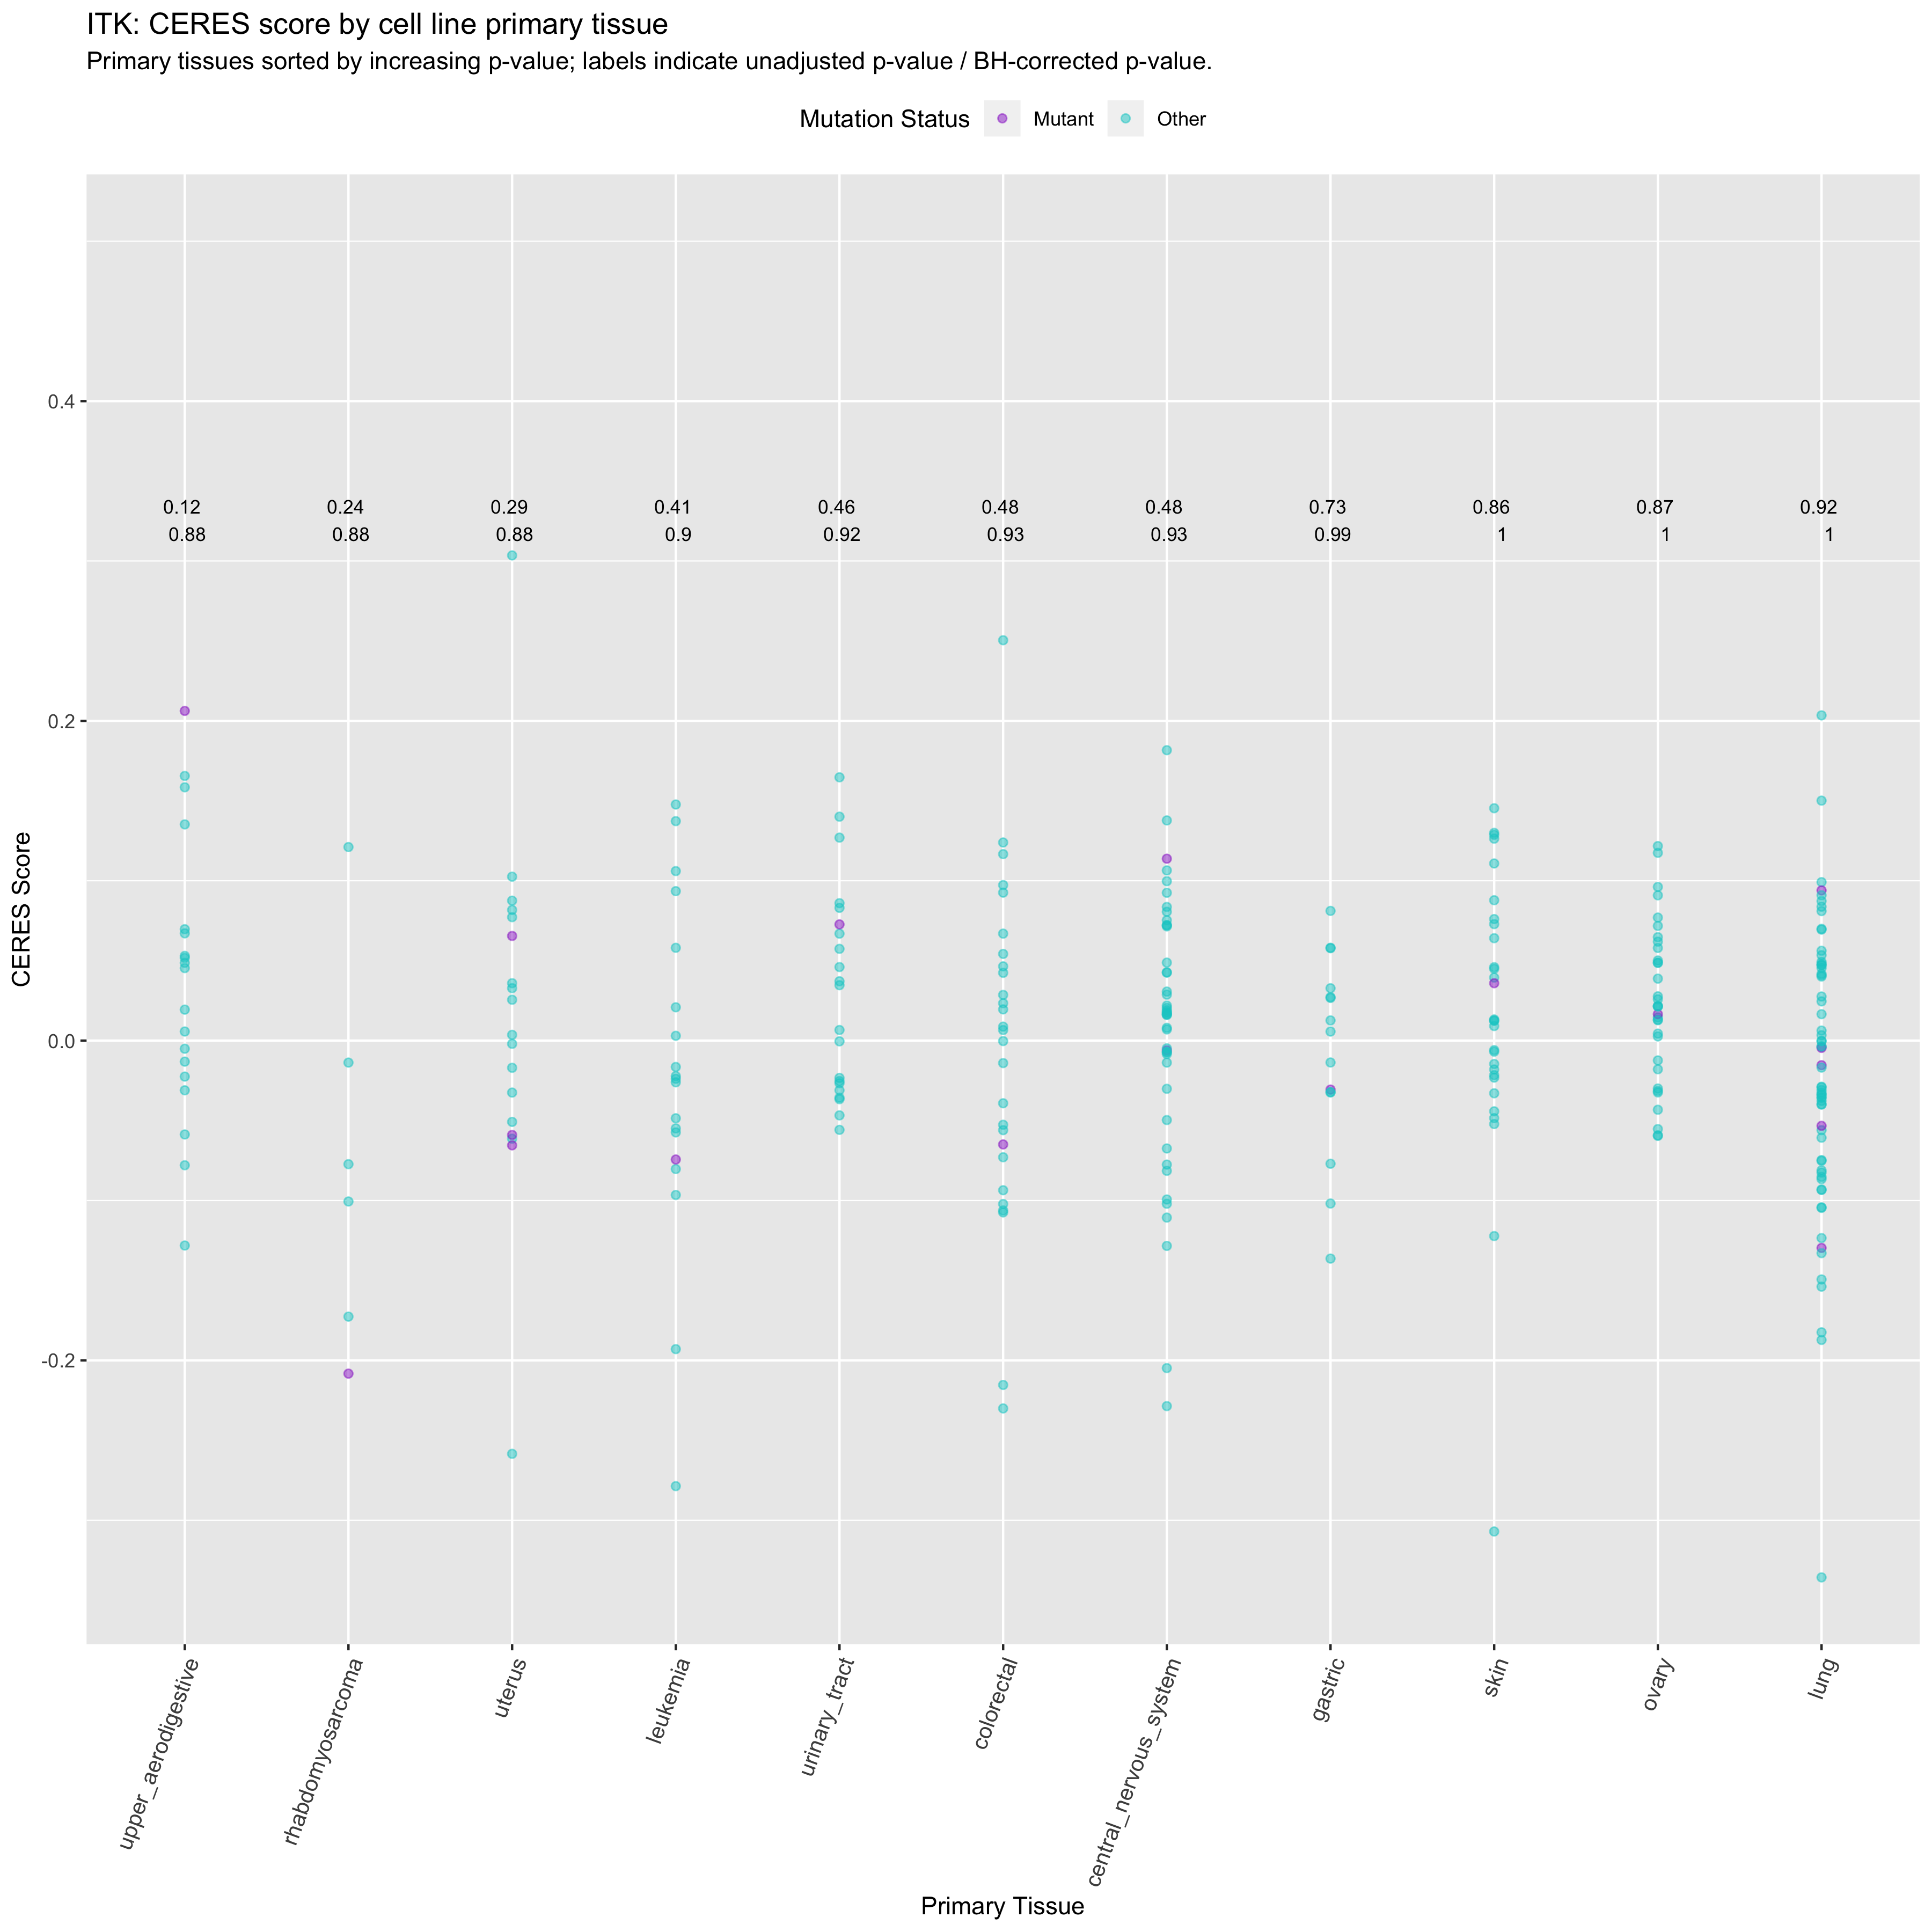 ITK: CERES score by cell line primary tissue
Primary tissues sorted by increasing p-value; labels indicate unadjusted p-value / BH-corrected p-value.
Mutation Status Mutant Other
0.4
0.12 0.24 0.29 0.41 0.46 0.48 0.48 0.73 0.86 0.87 0.92
0.88 0.88 0.88 0.9 0.92 0.93 0.93 0.99 1 1 1
0.2
CERES Score
0.0
-0.2
upper_aerodigestive
rhabdomyosarcoma
uterus
leukemia
urinary_tract
colorectal
central_nervous_system
gastric
skin
ovary
lung
Primary Tissue